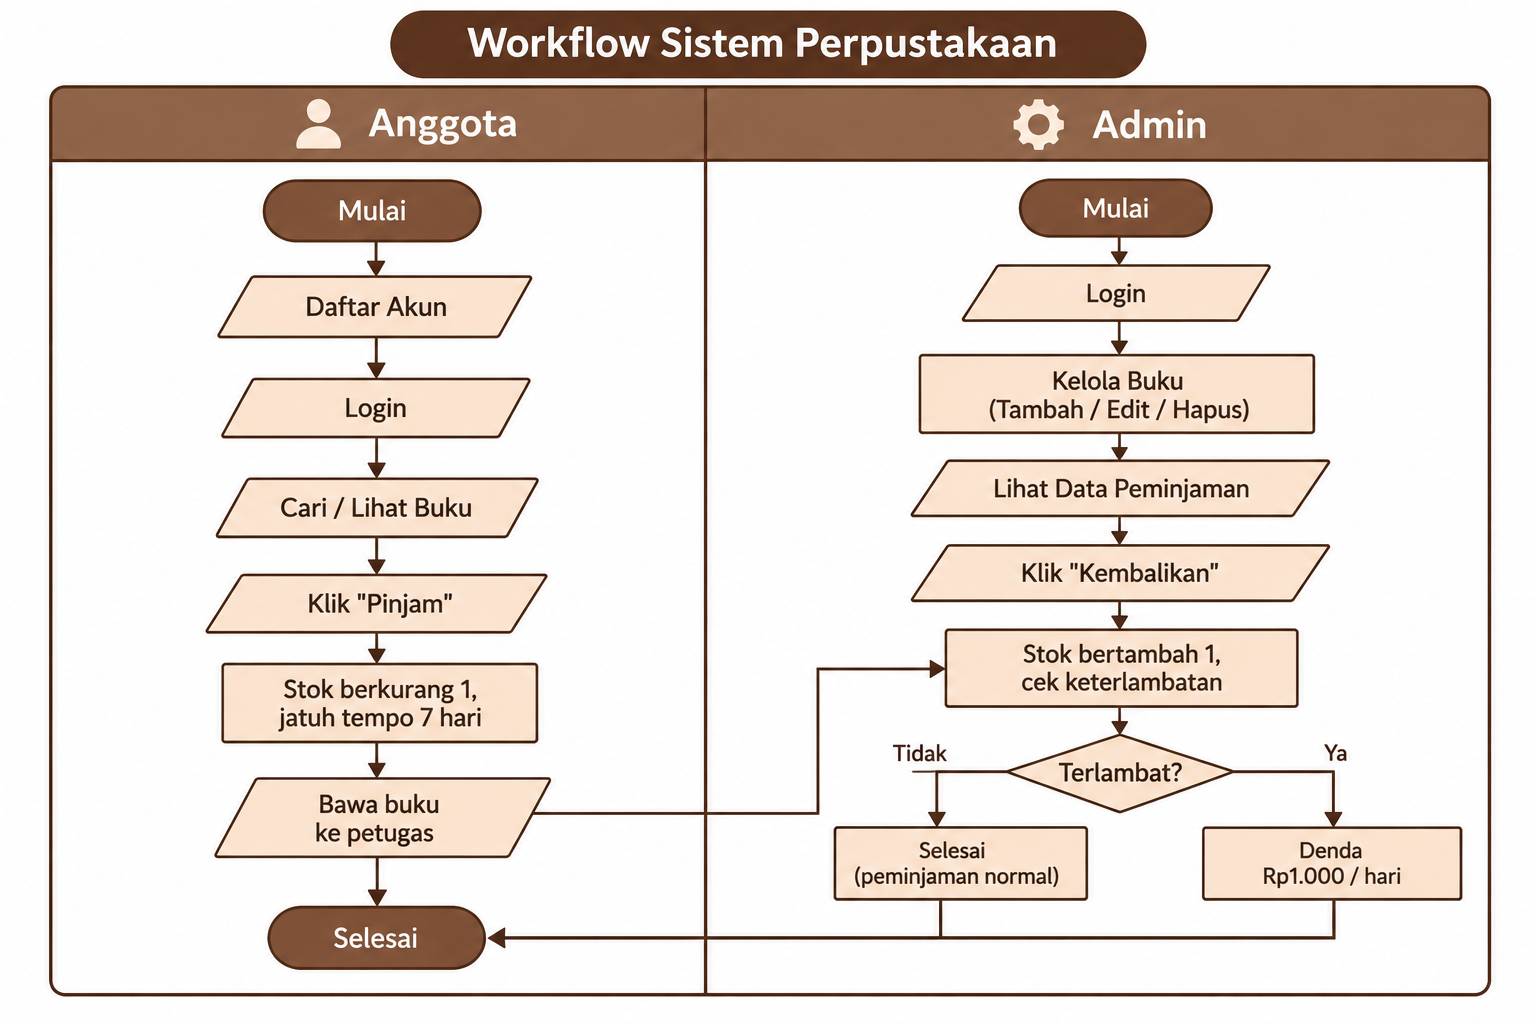 Workflow Sistem Perpustakaan
Anggota
Mulai
Daftar Akun
Login
Cari / Lihat Buku
Klik "Pinjam"
Stok berkurang 1,
jatuh tempo 7 hari
Bawa buku
ke petugas
Selesai
Admin
Mulai
Login
Kelola Buku
(Tambah / Edit / Hapus)
Lihat Data Peminjaman
Klik "Kembalikan"
Stok bertambah 1,
cek keterlambatan
Terlambat?
Tidak
Ya
Selesai
(peminjaman normal)
Denda
Rp1.000 / hari